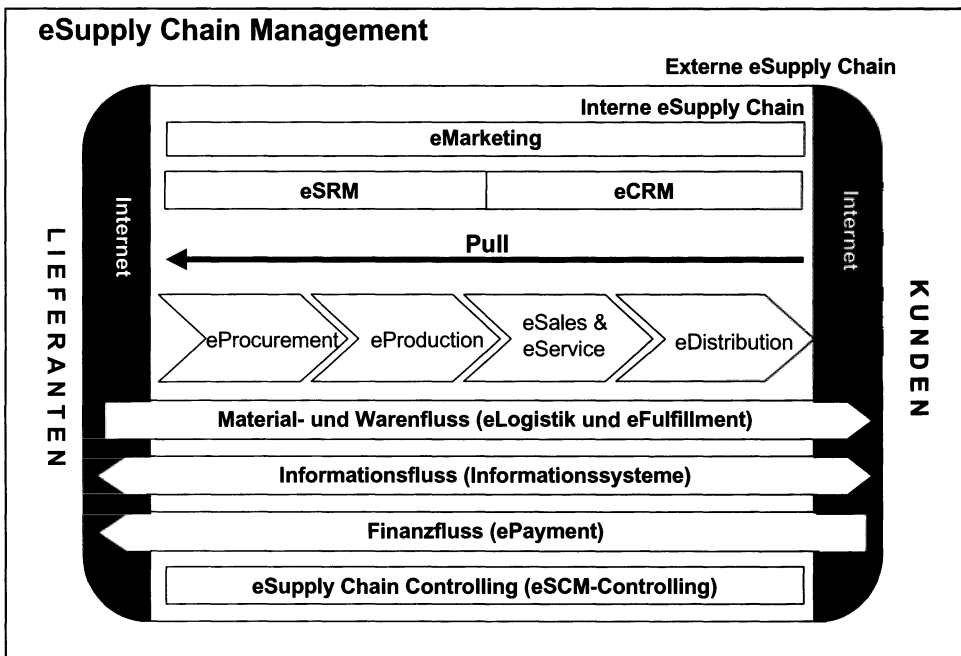 eSupply Chain Management
Externe eSupply Chain
Interne eSupply Chain
eMarketing
eSRM
eCRM
Internet
Internet
Pull
LIEFERANTEN
KUNDEN
eProcurement
eProduction
eSales &
eService
eDistribution
Material- und Warenfluss (eLogistik und eFulfillment)
Informationsfluss (Informationssysteme)
Finanzfluss (ePayment)
eSupply Chain Controlling (eSCM-Controlling)